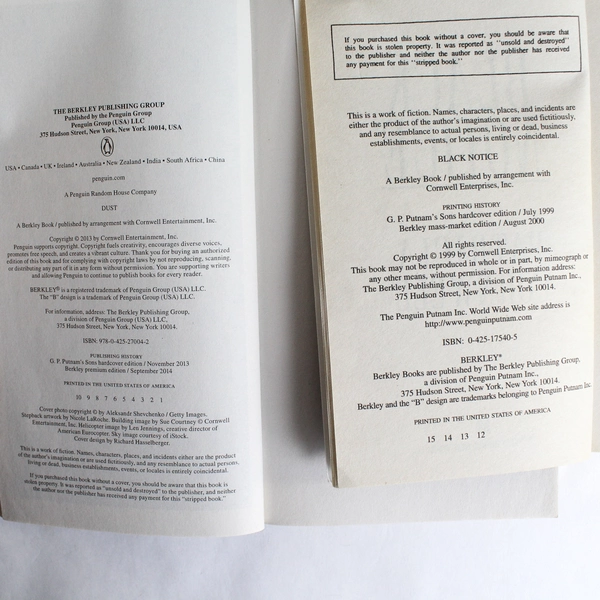 THE BERKLEY PUBLISHING GROUP
Published by the Penguin Group
Penguin Group (USA) LLC
375 Hudson Street, New York, New York 10014, USA
USA • Canada • UK • Ireland • Australia • New Zealand • India • South Africa • China
penguin.com
A Penguin Random House Company
DUST
A Berkley Book / published by arrangement with Cornwell Entertainment, Inc.
Copyright © 2013 by Cornwell Entertainment, Inc.
Penguin supports copyright. Copyright fuels creativity, encourages diverse voices,
promotes free speech, and creates a vibrant culture. Thank you for buying an authorized
edition of this book and for complying with copyright laws by not reproducing, scanning,
or distributing any part of it in any form without permission. You are supporting writers
and allowing Penguin to continue to publish books for every reader.
BERKLEY® is a registered trademark of Penguin Group (USA) LLC.
The "B" design is a trademark of Penguin Group (USA) LLC.
For information, address: The Berkley Publishing Group,
a division of Penguin Group (USA) LLC,
375 Hudson Street, New York, New York 10014.
ISBN: 978-0-425-27004-2
PUBLISHING HISTORY
G. P. Putnam's Sons hardcover edition / November 2013
Berkley premium edition / September 2014
PRINTED IN THE UNITED STATES OF AMERICA
10 9 8 7 6 5 4 3 2 1
Cover photo copyright © by Aleksandr Shevchenko / Getty Images.
Stepback artwork by Nicole LaRoche. Building image by Sue Courtney © Cornwell
Entertainment, Inc. Helicopter image by Len Jennings, creative director of
American Eurocopter. Sky image courtesy of iStock.
Cover design by Richard Hasselberger.
This is a work of fiction. Names, characters, places, and incidents either are the product
of the author's imagination or are used fictitiously, and any resemblance to actual persons,
living or dead, business establishments, events, or locales is entirely coincidental.
If you purchased this book without a cover, you should be aware that this book is
stolen property. It was reported as "unsold and destroyed" to the publisher, and neither
the author nor the publisher has received any payment for this "stripped book."
If you purchased this book without a cover, you should be aware that
this book is stolen property. It was reported as "unsold and destroyed"
to the publisher and neither the author nor the publisher has received
any payment for this "stripped book."
This is a work of fiction. Names, characters, places, and incidents are
either the product of the author's imagination or are used fictitiously,
and any resemblance to actual persons, living or dead, business
establishments, events, or locales is entirely coincidental.
BLACK NOTICE
A Berkley Book / published by arrangement with
Cornwell Enterprises, Inc.
PRINTING HISTORY
G. P. Putnam's Sons hardcover edition / July 1999
Berkley mass-market edition / August 2000
All rights reserved.
Copyright © 1999 by Cornwell Enterprises, Inc.
This book may not be reproduced in whole or in part, by mimeograph or
any other means, without permission. For information address:
The Berkley Publishing Group, a division of Penguin Putnam Inc.,
375 Hudson Street, New York, New York 10014.
The Penguin Putnam Inc. World Wide Web site address is
http://www.penguinputnam.com
ISBN: 0-425-17540-5
BERKLEY®
Berkley Books are published by The Berkley Publishing Group,
a division of Penguin Putnam Inc.,
375 Hudson Street, New York, New York 10014.
Berkley and the "B" design are trademarks belonging to Penguin Putnam Inc.
PRINTED IN THE UNITED STATES OF AMERICA
15 14 13 12